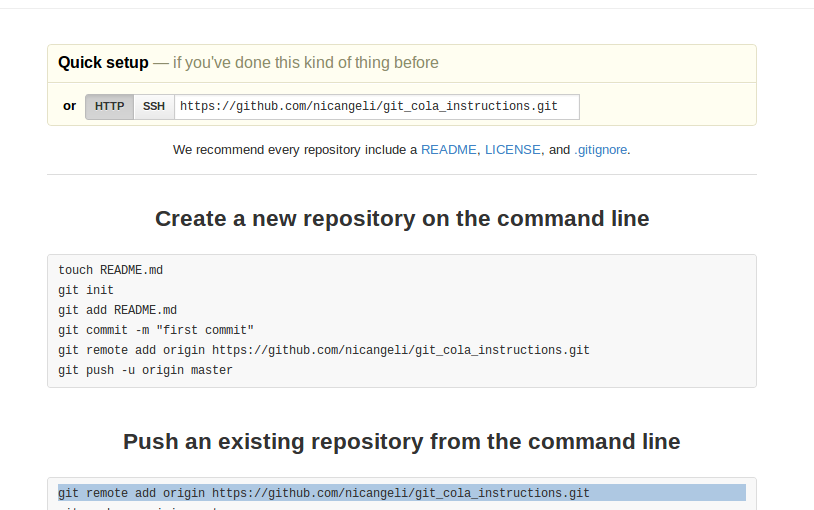 Quick setup — if you've done this kind of thing before
or HTTP SSH https://github.com/nicangeli/git_cola_instructions.git
We recommend every repository include a README, LICENSE, and .gitignore.
Create a new repository on the command line
touch README.md
git init
git add README.md
git commit -m "first commit"
git remote add origin https://github.com/nicangeli/git_cola_instructions.git
git push -u origin master
Push an existing repository from the command line
git remote add origin https://github.com/nicangeli/git_cola_instructions.git